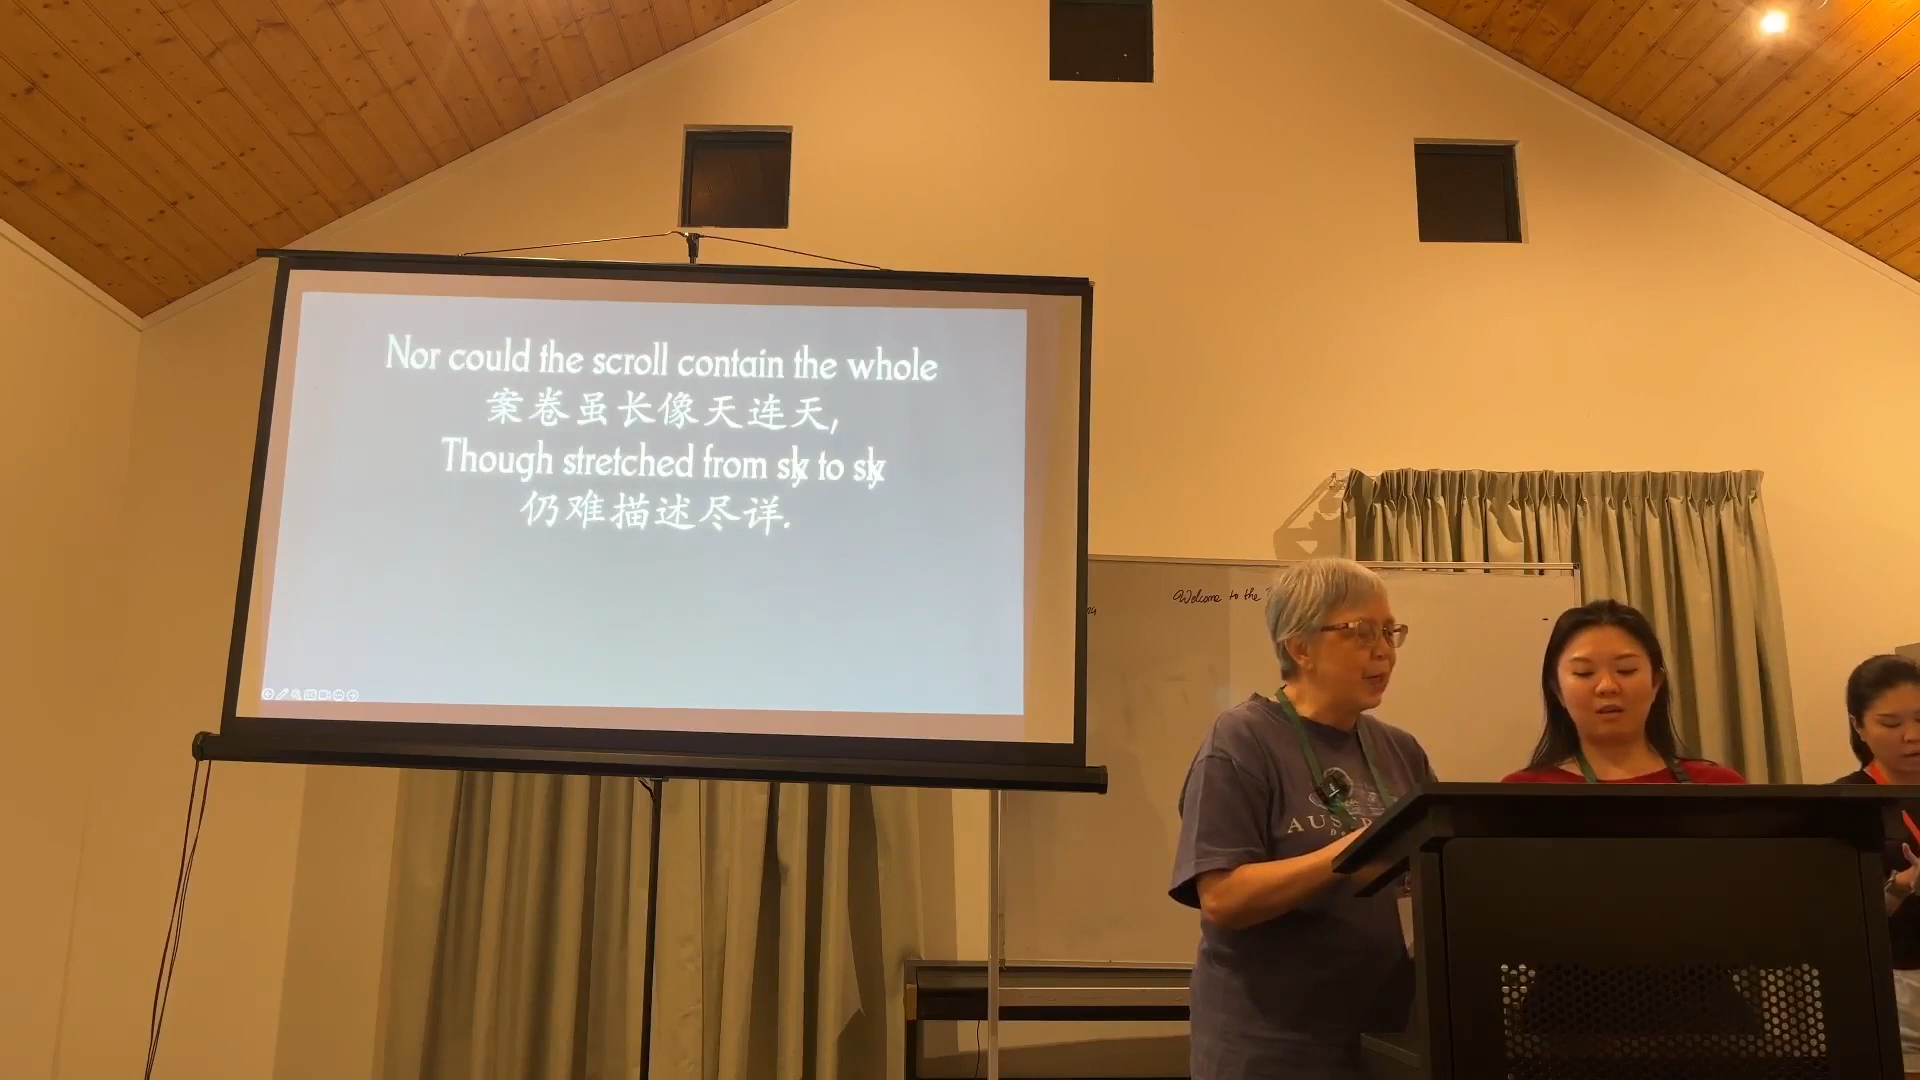 Nor could the scroll contain the whole
案卷虽长像天连天,
Though stretched from sky to sky
仍难描述尽详.
Welcome to the